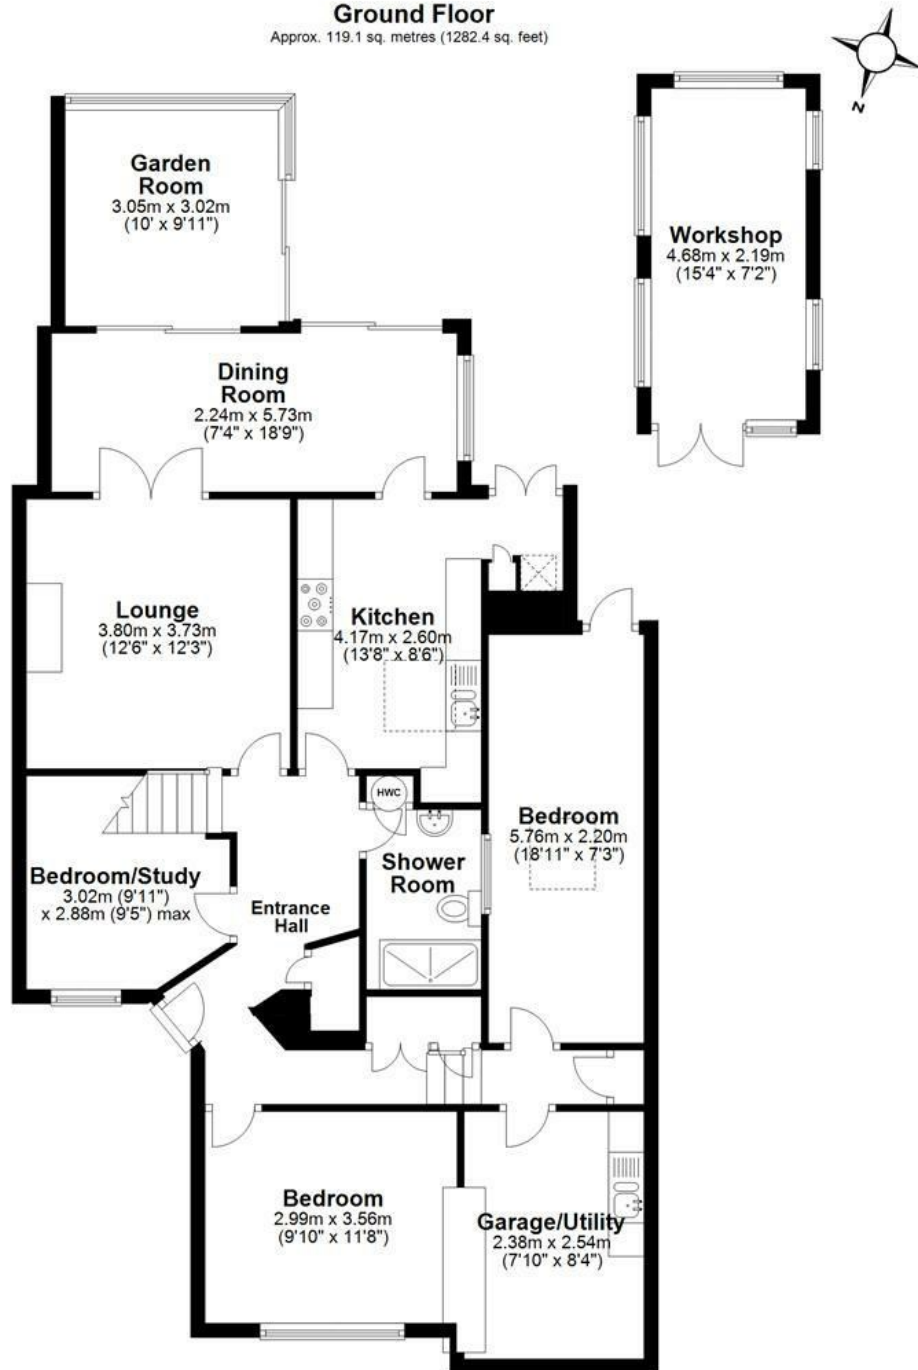 Ground Floor
Approx. 119.1 sq. metres (1282.4 sq. feet)
N
Garden
Room
3.05m x 3.02m
(10' x 9'11")
Workshop
4.68m x 2.19m
(15'4" x 7'2")
Dining
Room
2.24m x 5.73m
(7'4" x 18'9")
Lounge
3.80m x 3.73m
(12'6" x 12'3")
Kitchen
4.17m x 2.60m
(13'8" x 8'6")
HWC
Bedroom
5.76m x 2.20m
(18'11" x 7'3")
Shower
Room
Bedroom/Study
3.02m (9'11")
x 2.88m (9'5") max
Entrance
Hall
Bedroom
2.99m x 3.56m
(9'10" x 11'8")
Garage/Utility
2.38m x 2.54m
(7'10" x 8'4")